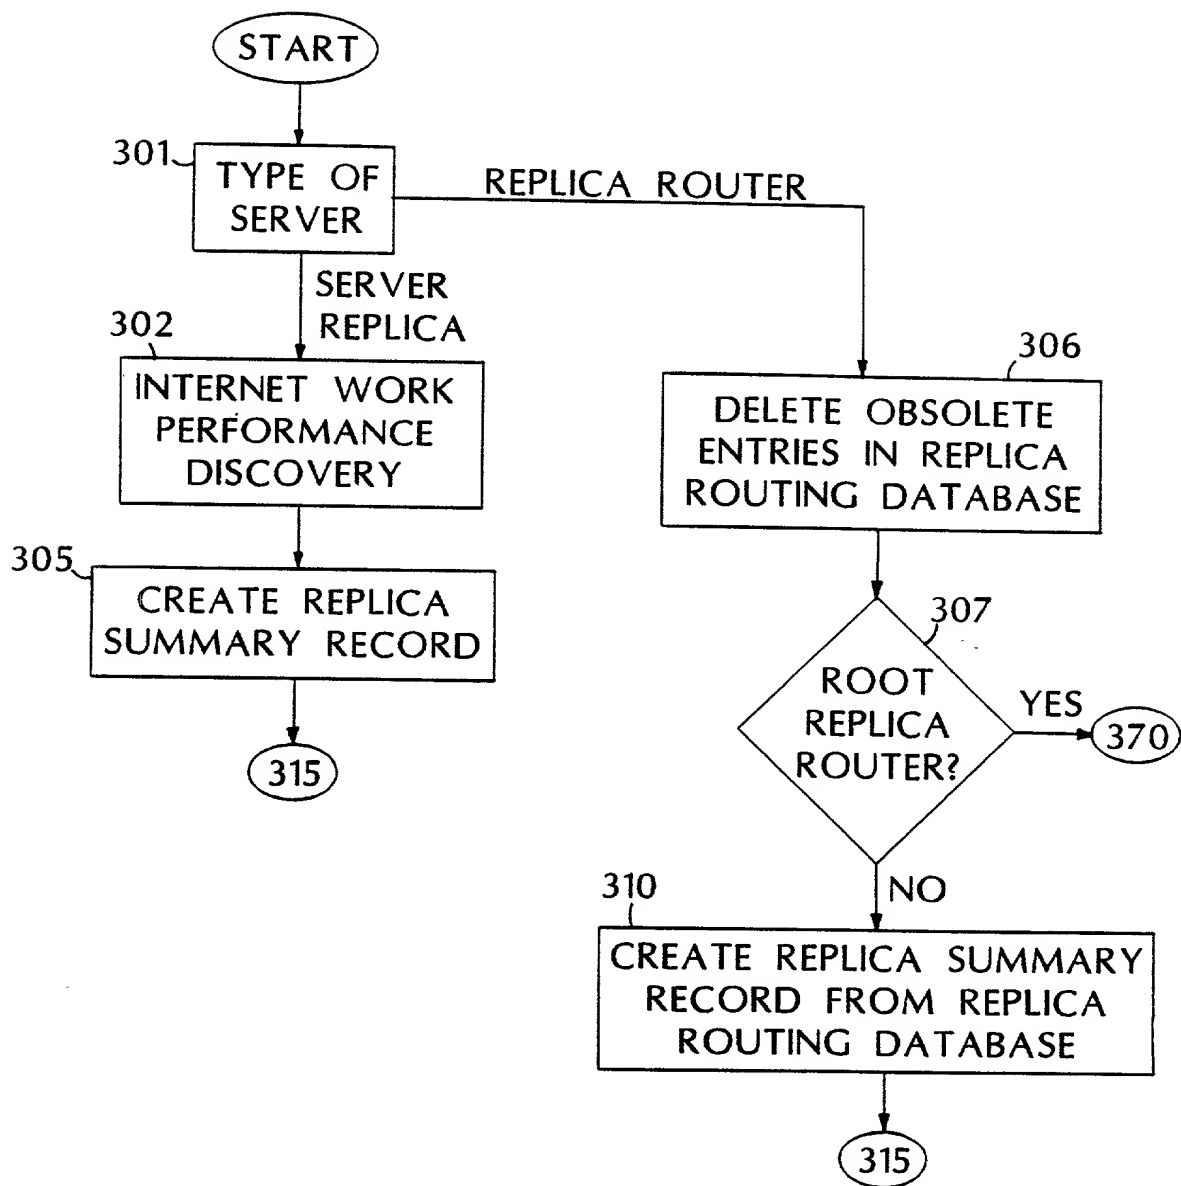 START
301
TYPE OF
SERVER
REPLICA ROUTER
SERVER
REPLICA
302
INTERNET WORK
PERFORMANCE
DISCOVERY
305
CREATE REPLICA
SUMMARY RECORD
315
306
DELETE OBSOLETE
ENTRIES IN REPLICA
ROUTING DATABASE
307
ROOT
REPLICA
ROUTER?
YES
370
NO
310
CREATE REPLICA SUMMARY
RECORD FROM REPLICA
ROUTING DATABASE
315